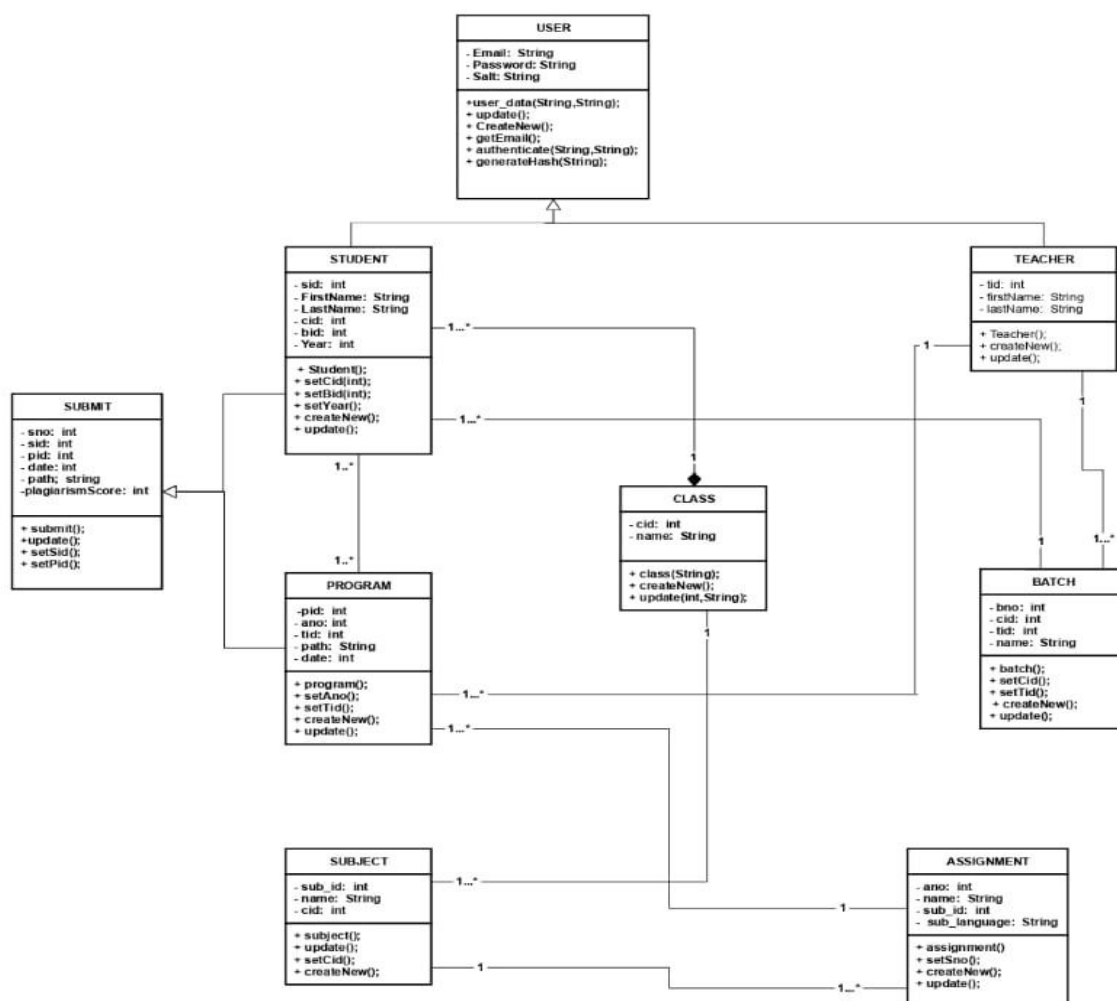 USER
- Email: String
- Password: String
- Salt: String
+user_data(String,String);
+ update();
+ CreateNew();
+ getEmail();
+ authenticate(String,String);
+ generateHash(String);
STUDENT
- sid: int
- FirstName: String
- LastName: String
- cid: int
- bid: int
- Year: int
+ Student();
+ setCid(int);
+ setBid(int);
+ setYear();
+ createNew();
+ update();
TEACHER
- tid: int
- firstName: String
- lastName: String
+ Teacher();
+ createNew();
+ update();
1...*
1
1
1...*
1
SUBMIT
- sno: int
- sid: int
- pid: int
- date: int
- path; string
-plagiarismScore: int
+ submit();
+update();
+ setSid();
+ setPid();
1..*
1
CLASS
- cid: int
- name: String
+ class(String);
+ createNew();
+ update(int,String);
1
1
1...*
1..*
PROGRAM
-pid: int
- ano: int
- tid: int
- path: String
- date: int
+ program();
+ setAno();
+ setTid();
+ createNew();
+ update();
BATCH
- bno: int
- cid: int
- tid: int
- name: String
+ batch();
+ setCid();
+ setTid();
+ createNew();
+ update();
1...*
1...*
SUBJECT
- sub_id: int
- name: String
- cid: int
+ subject();
+ update();
+ setCid();
+ createNew();
1...*
1
1
1...*
ASSIGNMENT
- ano: int
- name: String
- sub_id: int
- sub_language: String
+ assignment()
+ setSno();
+ createNew();
+ update();